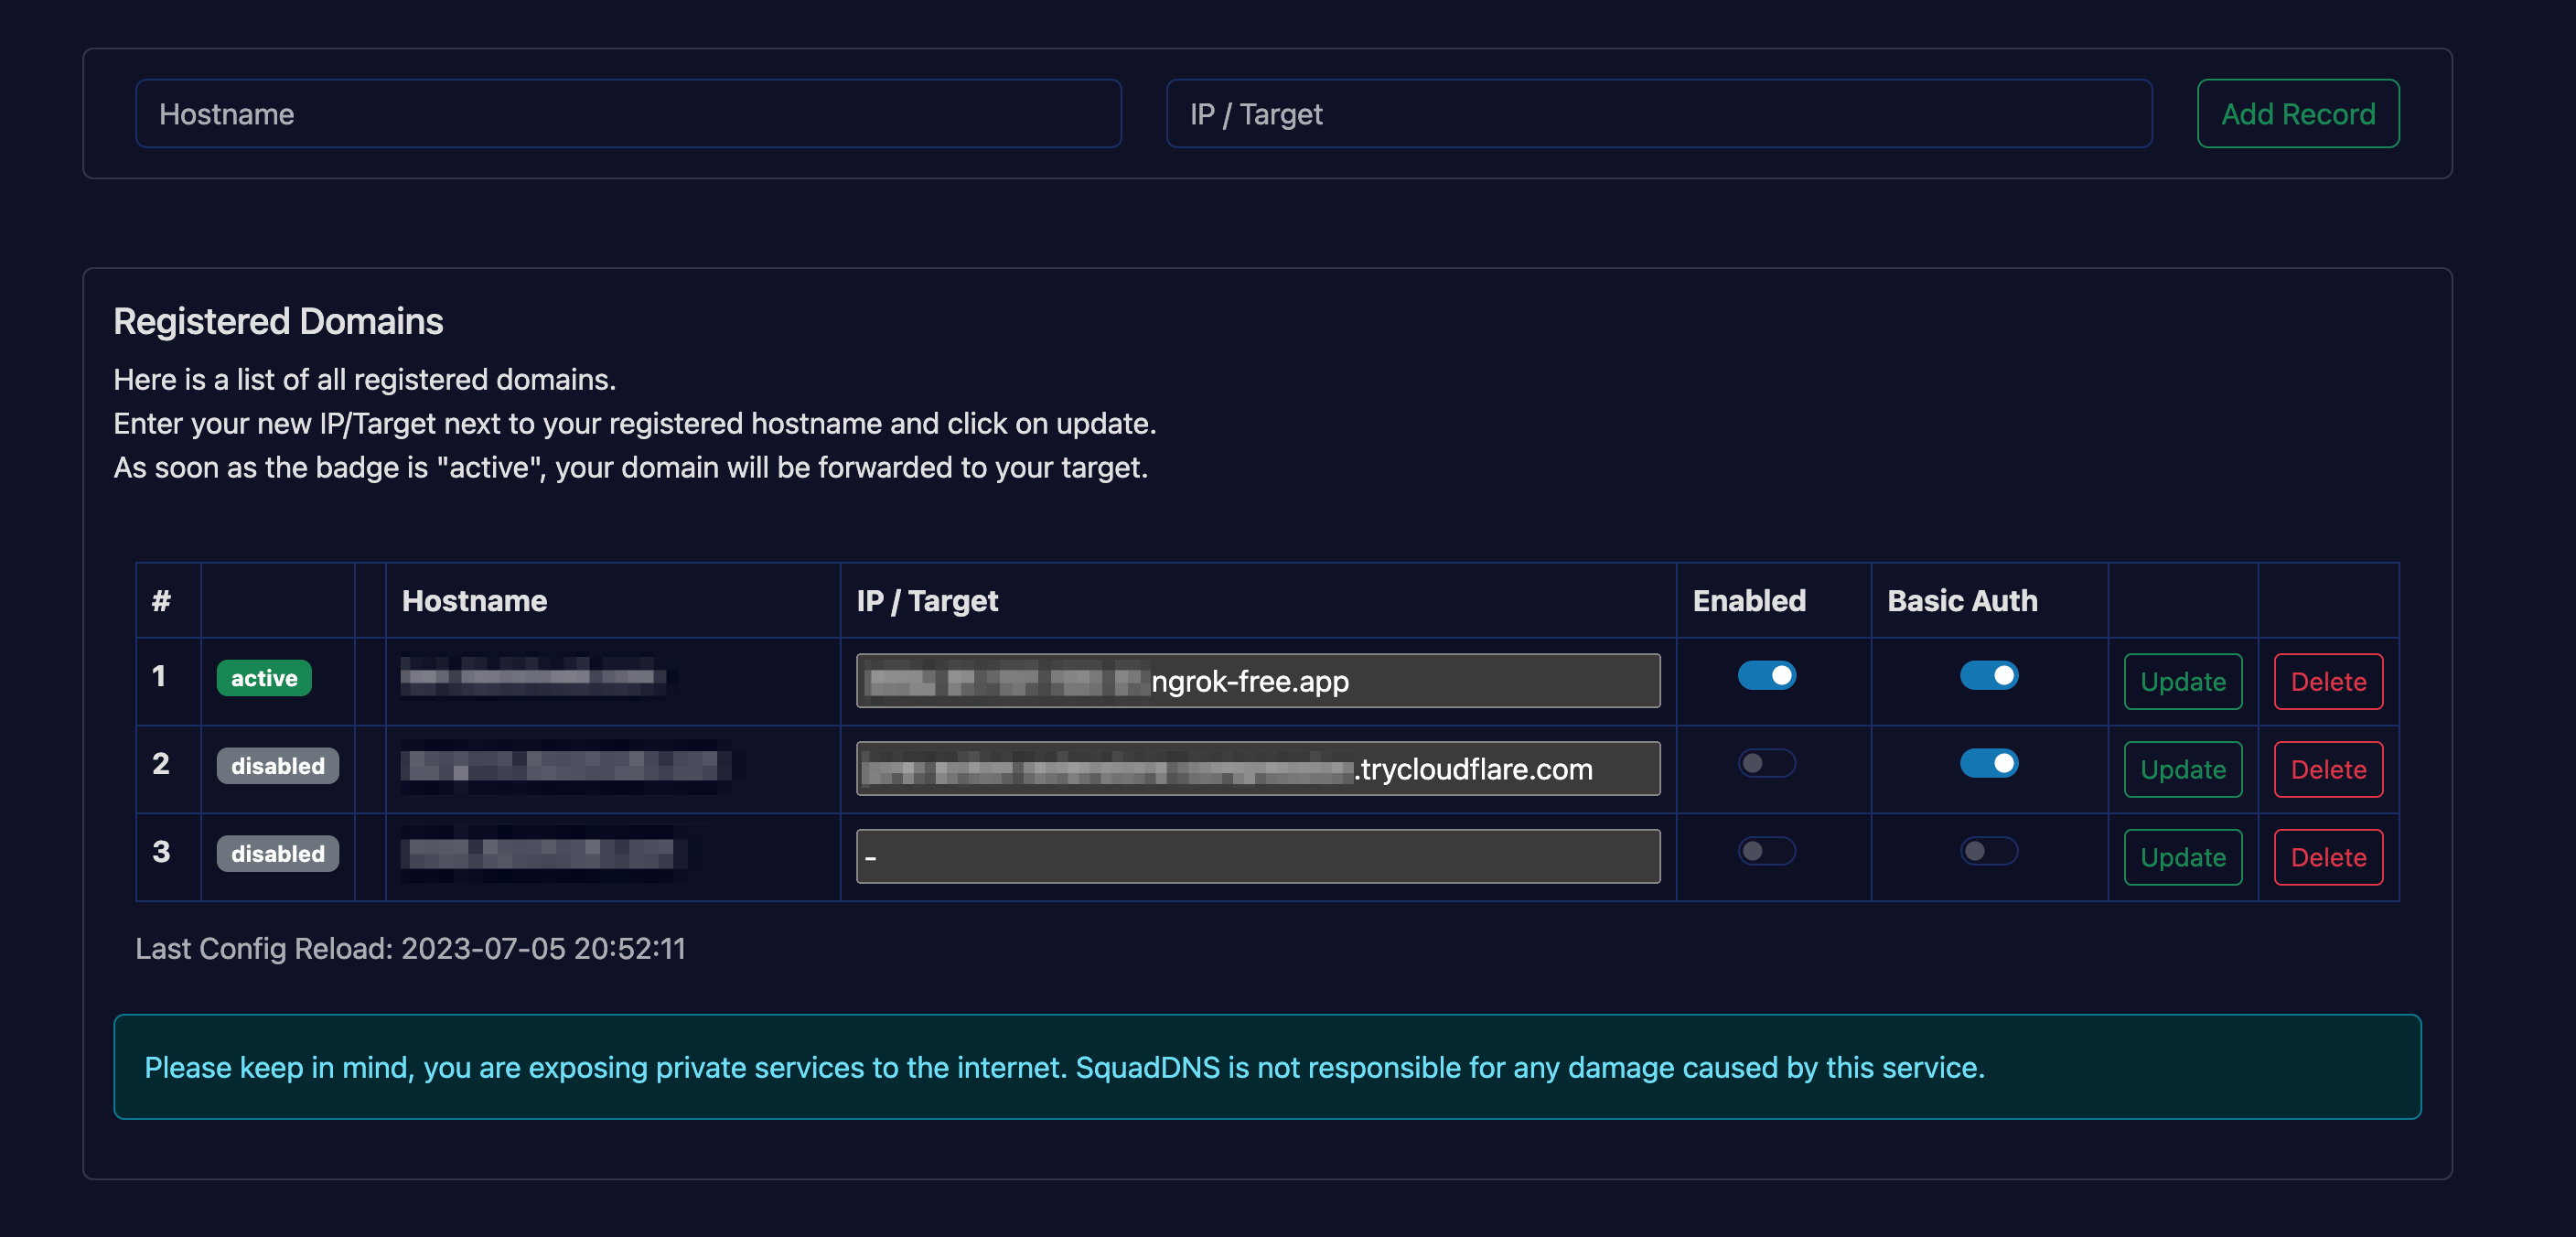 Hostname
IP / Target
Add Record
Registered Domains
Here is a list of all registered domains.
Enter your new IP/Target next to your registered hostname and click on update.
As soon as the badge is "active", your domain will be forwarded to your target.
# Hostname IP / Target Enabled Basic Auth
1 active ngrok-free.app Update Delete
2 disabled .trycloudflare.com Update Delete
3 disabled - Update Delete
Last Config Reload: 2023-07-05 20:52:11
Please keep in mind, you are exposing private services to the internet. SquadDNS is not responsible for any damage caused by this service.